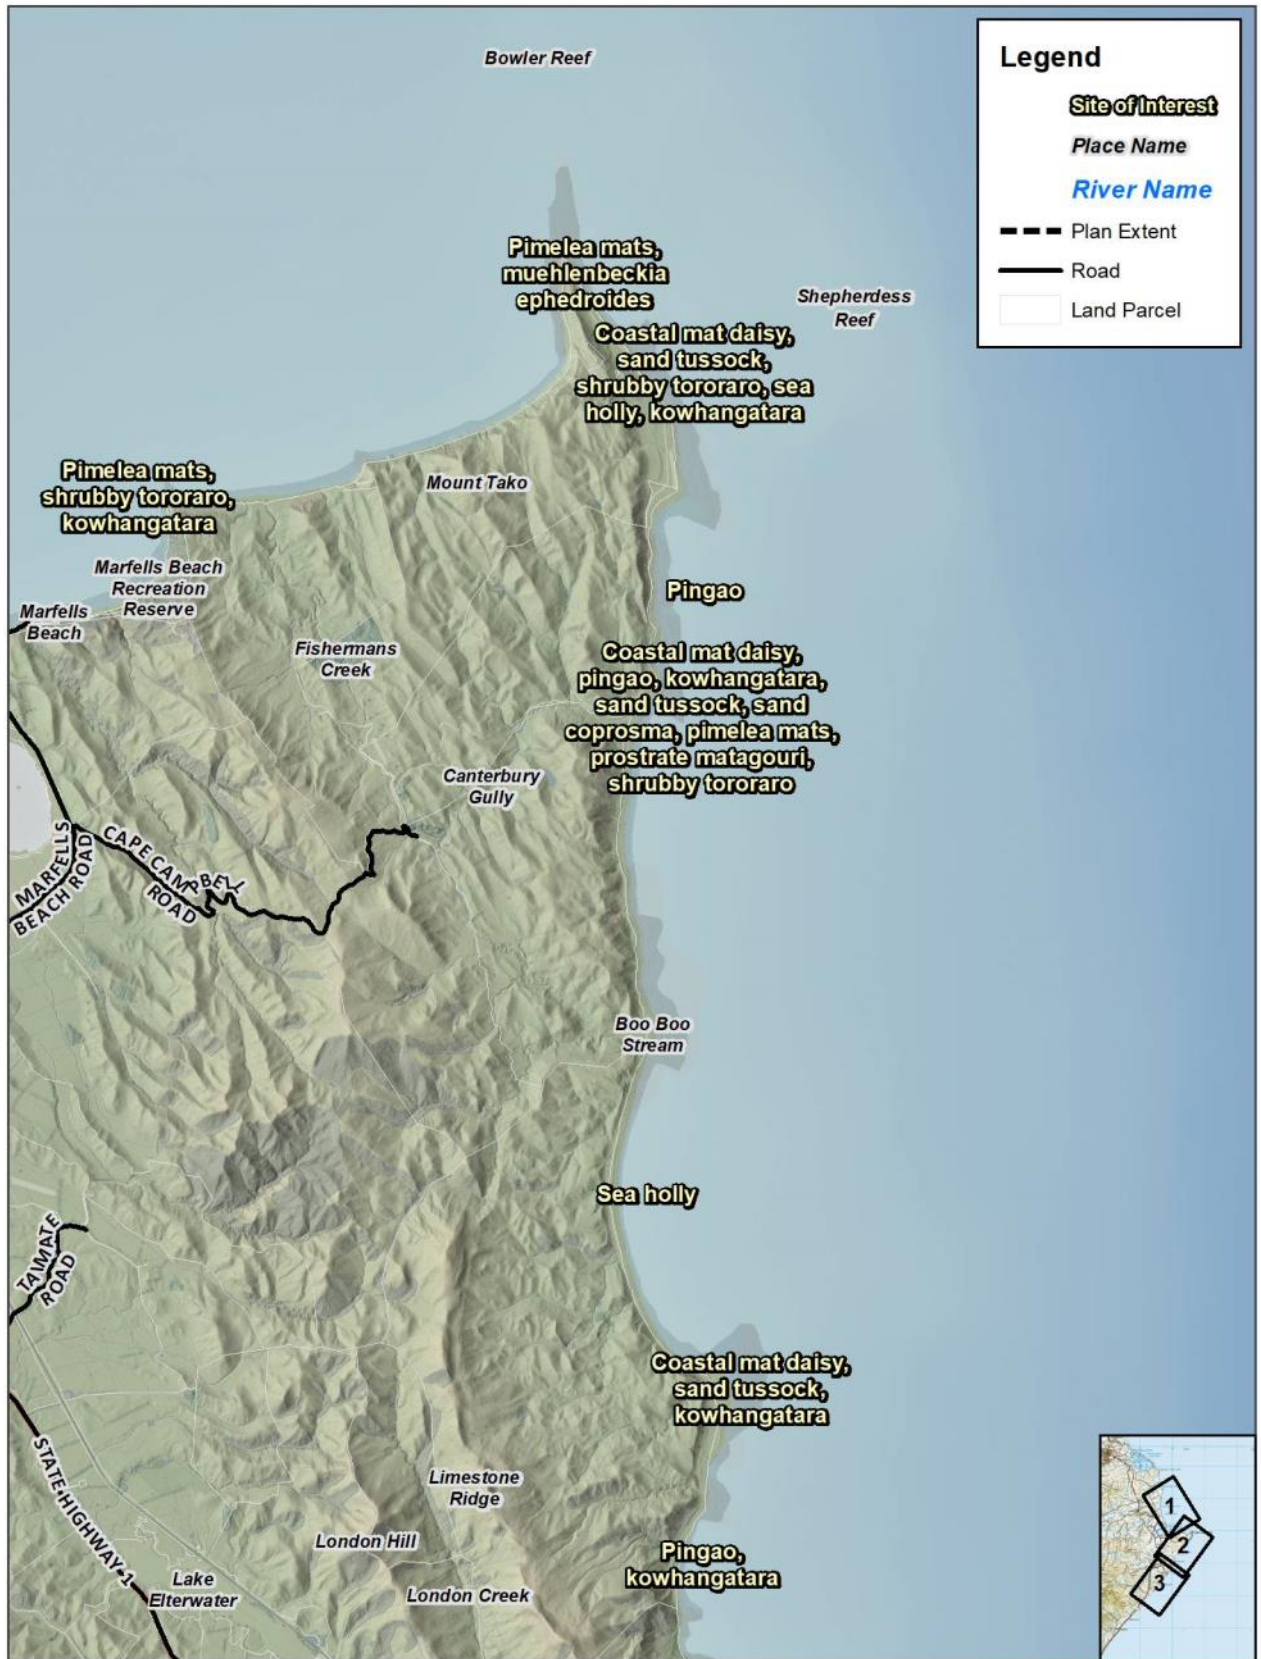 Bowler Reef
Legend
Site of Interest
Place Name
River Name
Plan Extent
Road
Land Parcel
Pimelea mats,
muehlenbeckia
ephedroides
Shepherdess
Reef
Coastal mat daisy,
sand tussock,
shrubby tororaro, sea
holly, kowhangatara
Pimelea mats,
shrubby tororaro,
kowhangatara
Mount Tako
Marfells Beach
Recreation
Reserve
Marfells
Beach
Pingao
Fishermans
Creek
Coastal mat daisy,
pingao, kowhangatara,
sand tussock, sand
coprosma, pimelea mats,
prostrate matagouri,
shrubby tororaro
Canterbury
Gully
MARFELLS
BEACH ROAD
CAPE CAMPBELL
ROAD
Boo Boo
Stream
Sea holly
TAIMATE
ROAD
Coastal mat daisy,
sand tussock,
kowhangatara
STATE HIGHWAY 1
Limestone
Ridge
London Hill
Pingao,
kowhangatara
Lake
Elterwater
London Creek
1
2
3